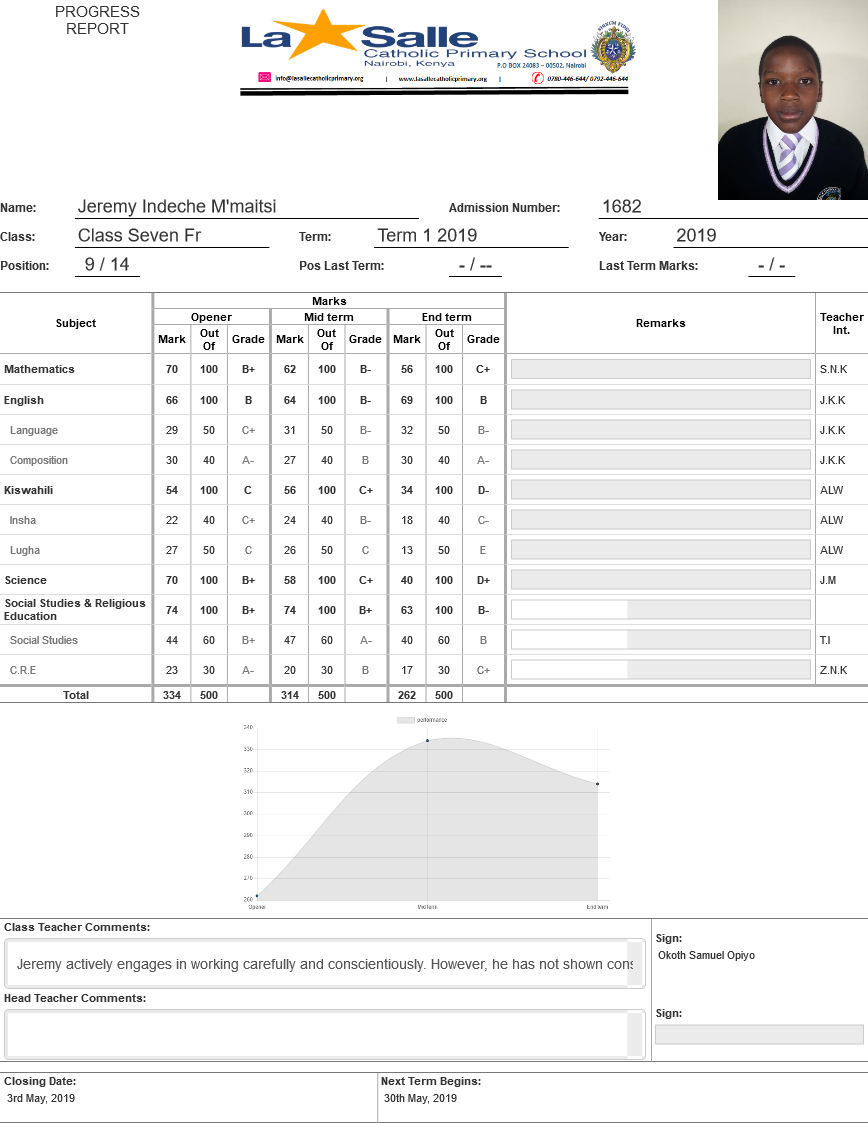 PROGRESS
REPORT
La Salle
Catholic Primary School
Nairobi, Kenya
P.O BOX 24083 – 00502, Nairobi
info@lasallecatholicprimary.org | www.lasallecatholicprimary.org | 0780-446-644/ 0792-446-644
Name: Jeremy Indeche M'maitsi Admission Number: 1682
Class: Class Seven Fr Term: Term 1 2019 Year: 2019
Position: 9 / 14 Pos Last Term: - / -- Last Term Marks: - / -
Marks
Subject Opener Mid term End term Remarks Teacher Int.
Mark Out Of Grade Mark Out Of Grade Mark Out Of Grade
Mathematics 70 100 B+ 62 100 B- 56 100 C+ S.N.K
English 66 100 B 64 100 B- 69 100 B J.K.K
Language 29 50 C+ 31 50 B- 32 50 B- J.K.K
Composition 30 40 A- 27 40 B 30 40 A- J.K.K
Kiswahili 54 100 C 56 100 C+ 34 100 D- ALW
Insha 22 40 C+ 24 40 B- 18 40 C- ALW
Lugha 27 50 C 26 50 C 13 50 E ALW
Science 70 100 B+ 58 100 C+ 40 100 D+ J.M
Social Studies & Religious
Education 74 100 B+ 74 100 B+ 63 100 B-
Social Studies 44 60 B+ 47 60 A- 40 60 B T.I
C.R.E 23 30 A- 20 30 B 17 30 C+ Z.N.K
Total 334 500 314 500 262 500
performance
340
330
320
310
300
290
280
270
260
Opener Mid term End term
Class Teacher Comments:
Sign:
Jeremy actively engages in working carefully and conscientiously. However, he has not shown cons
Okoth Samuel Opiyo
Head Teacher Comments:
Sign:
Closing Date: Next Term Begins:
3rd May, 2019 30th May, 2019